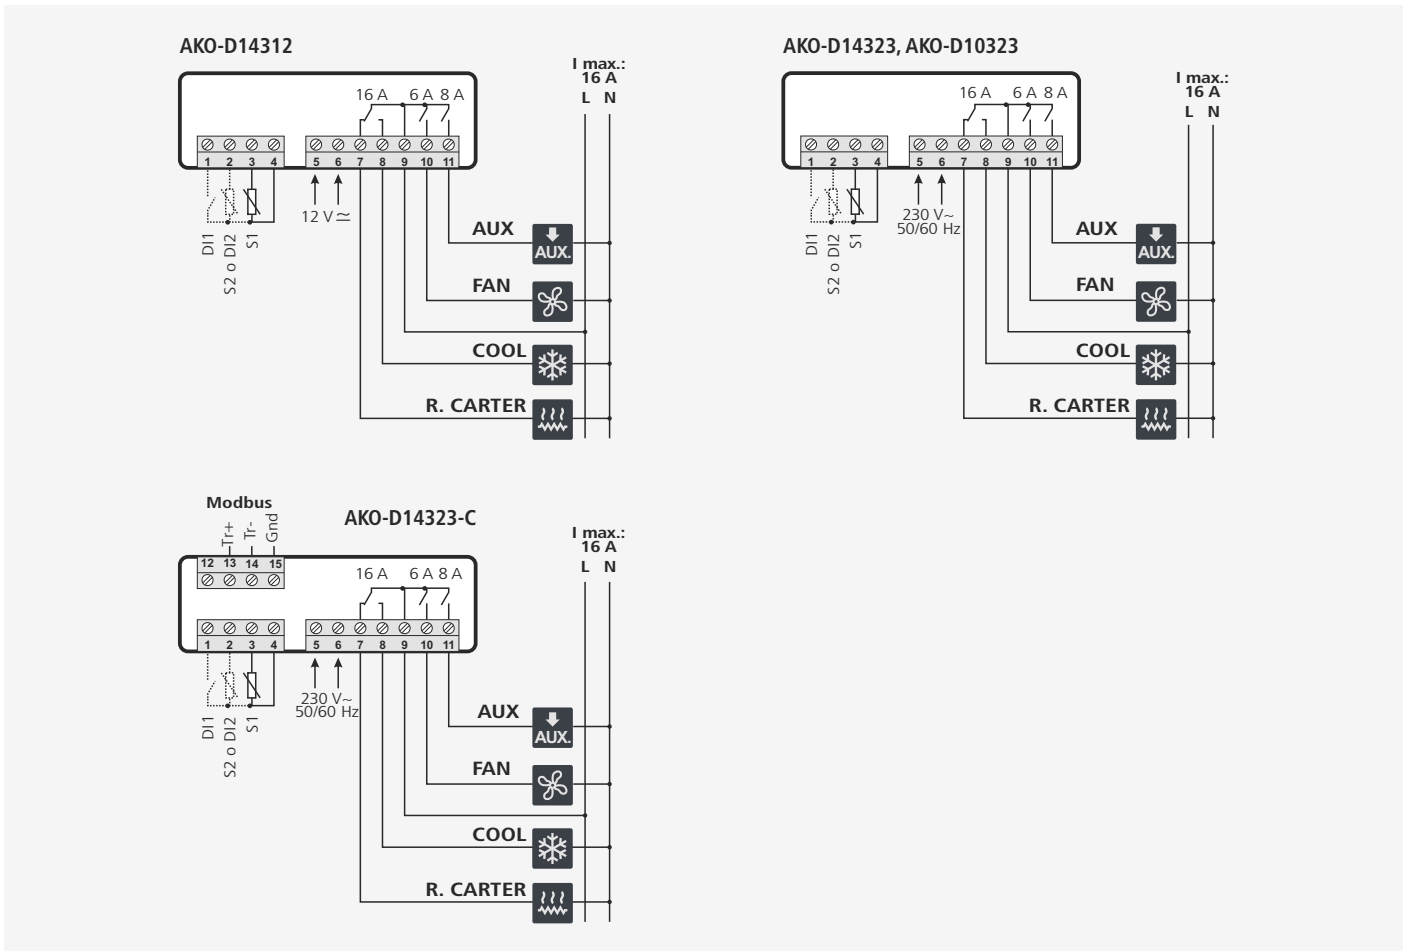 AKO-D14312
I max.:
16 A
L N
16 A 6 A 8 A
1 2 3 4 5 6 7 8 9 10 11
12 V ≂
DI1
S2 o DI2
S1
AUX
AUX.
FAN
COOL
R. CARTER
AKO-D14323, AKO-D10323
I max.:
16 A
L N
16 A 6 A 8 A
1 2 3 4 5 6 7 8 9 10 11
230 V~
50/60 Hz
DI1
S2 o DI2
S1
AUX
AUX.
FAN
COOL
R. CARTER
Modbus
Tr+
Tr-
Gnd
AKO-D14323-C
I max.:
16 A
L N
12 13 14 15
16 A 6 A 8 A
1 2 3 4 5 6 7 8 9 10 11
230 V~
50/60 Hz
DI1
S2 o DI2
S1
AUX
AUX.
FAN
COOL
R. CARTER